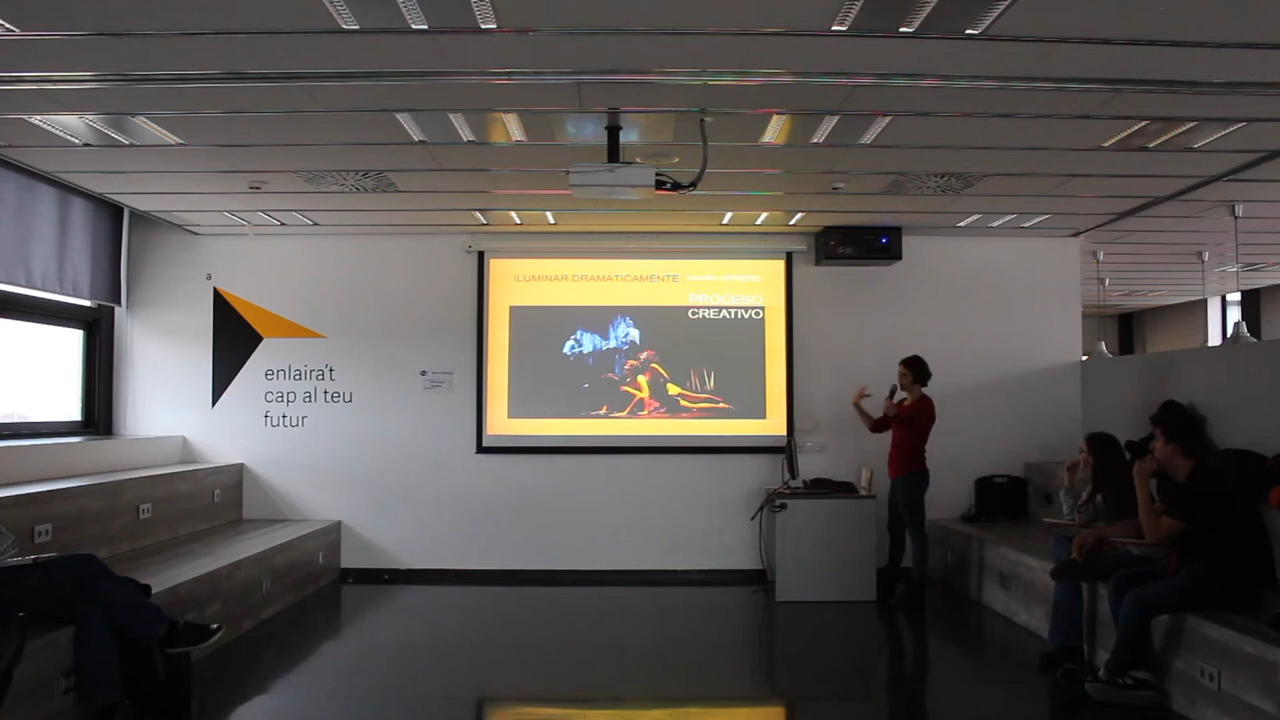 a
enlaira't
cap al teu
futur
ILUMINAR DRAMÁTICAMENTE
PROCESO
CREATIVO